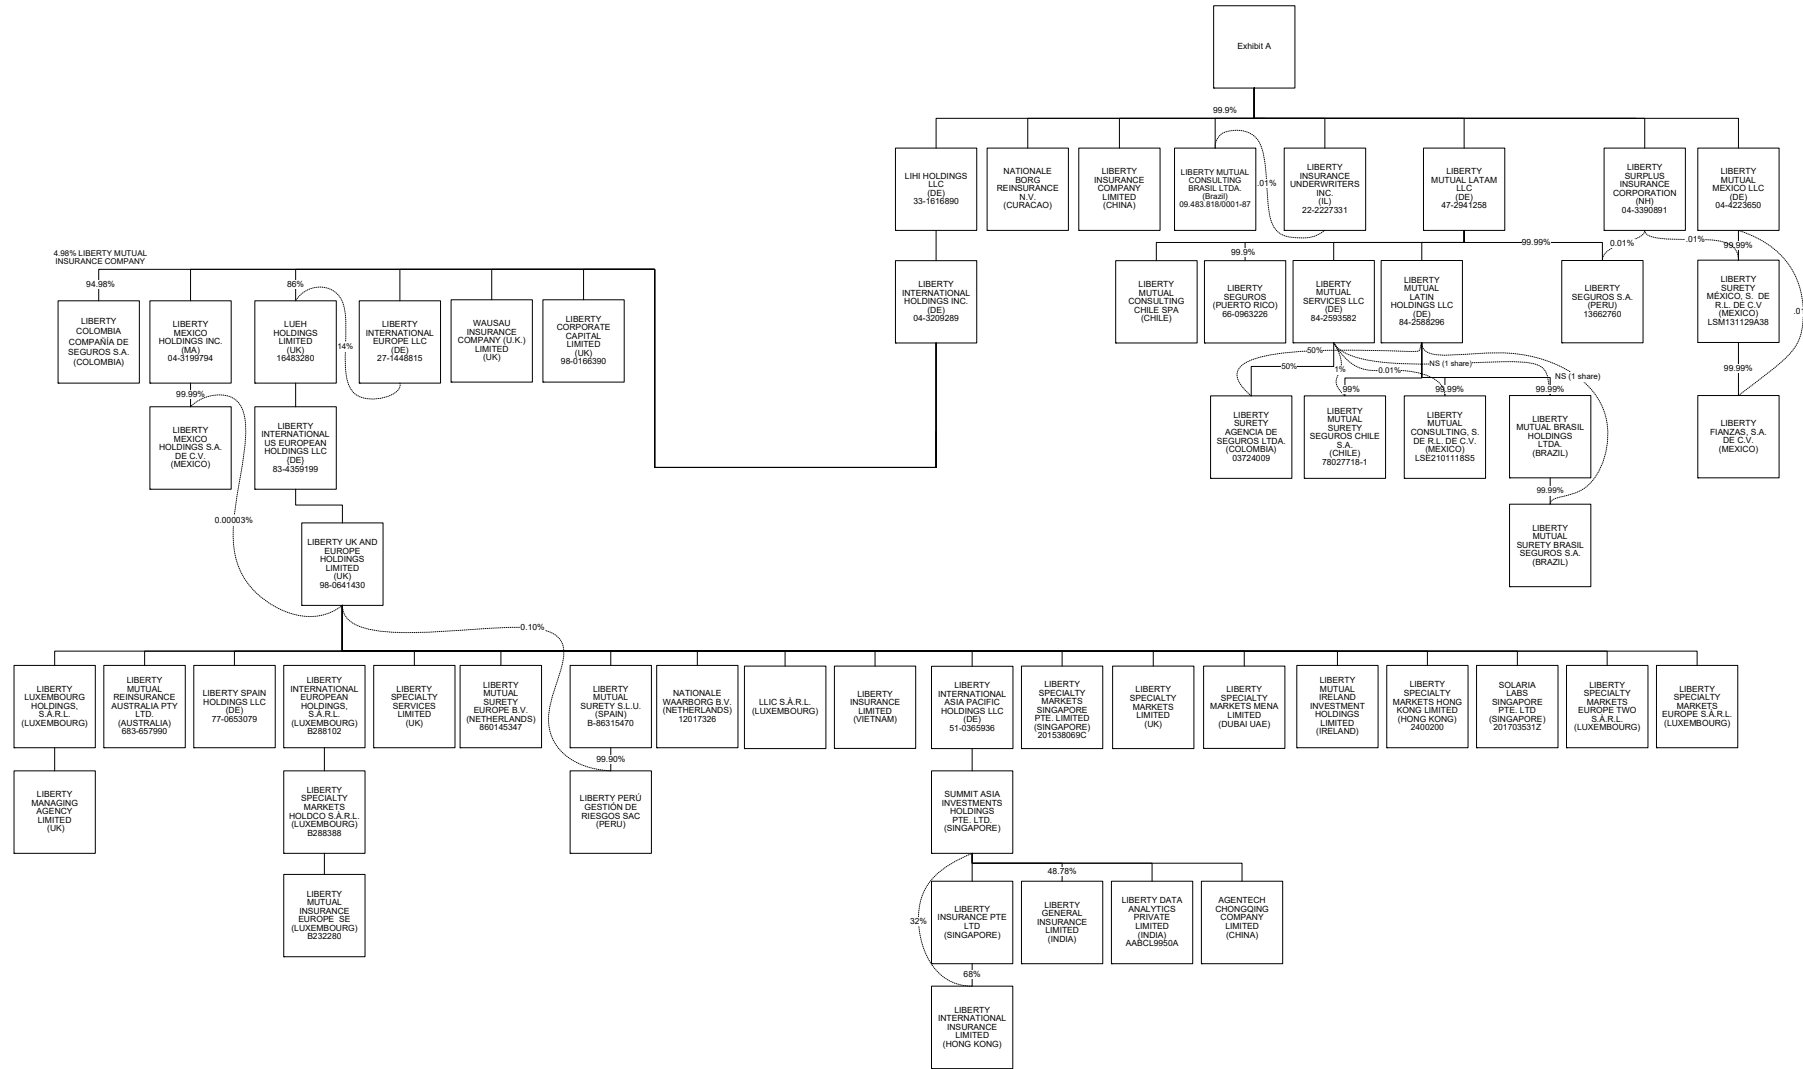 Exhibit A
99.9%
LIHI HOLDINGS
LLC
(DE)
33-1616890
NATIONALE
BORG
REINSURANCE
N.V.
(CURACAO)
LIBERTY
INSURANCE
COMPANY
LIMITED
(CHINA)
LIBERTY MUTUAL
CONSULTING
BRASIL LTDA.
(Brazil)
09.483.818/0001-87
.01%
LIBERTY
INSURANCE
UNDERWRITERS
INC.
(IL)
22-2227331
LIBERTY
MUTUAL LATAM
LLC
(DE)
47-2941258
LIBERTY
SURPLUS
INSURANCE
CORPORATION
(NH)
04-3390891
LIBERTY
MUTUAL
MEXICO LLC
(DE)
04-4223650
99.9%
99.99%
0.01%
.01%
99.99%
.01
LIBERTY
INTERNATIONAL
HOLDINGS INC.
(DE)
04-3209289
LIBERTY
MUTUAL
CONSULTING
CHILE SPA
(CHILE)
LIBERTY
SEGUROS
(PUERTO RICO)
66-0963226
LIBERTY
MUTUAL
SERVICES LLC
(DE)
84-2593582
LIBERTY
MUTUAL
LATIN
HOLDINGS LLC
(DE)
84-2588296
LIBERTY
SEGUROS S.A.
(PERU)
13662760
LIBERTY
SURETY
MÉXICO, S. DE
R.L. DE C.V
(MEXICO)
LSM131129A38
4.98% LIBERTY MUTUAL
INSURANCE COMPANY
94.98%
86%
14%
LIBERTY
COLOMBIA
COMPAÑÍA DE
SEGUROS S.A.
(COLOMBIA)
LIBERTY
MEXICO
HOLDINGS INC.
(MA)
04-3199794
LUEH
HOLDINGS
LIMITED
(UK)
16483280
LIBERTY
INTERNATIONAL
EUROPE LLC
(DE)
27-1448815
WAUSAU
INSURANCE
COMPANY (U.K.)
LIMITED
(UK)
LIBERTY
CORPORATE
CAPITAL
LIMITED
(UK)
98-0166390
50%
50%
1%
0.01%
NS (1 share)
NS (1 share)
99%
99.99%
99.99%
99.99%
LIBERTY
SURETY
AGENCIA DE
SEGUROS LTDA.
(COLOMBIA)
03724009
LIBERTY
MUTUAL
SURETY
SEGUROS CHILE
S.A.
(CHILE)
78027718-1
LIBERTY
MUTUAL
CONSULTING, S.
DE R.L. DE C.V.
(MEXICO)
LSE2101118S5
LIBERTY
MUTUAL BRASIL
HOLDINGS
LTDA.
(BRAZIL)
LIBERTY
FIANZAS, S.A.
DE C.V.
(MEXICO)
99.99%
LIBERTY
MEXICO
HOLDINGS S.A.
DE C.V.
(MEXICO)
LIBERTY
INTERNATIONAL
US EUROPEAN
HOLDINGS LLC
(DE)
83-4359199
99.99%
LIBERTY
MUTUAL
SURETY BRASIL
SEGUROS S.A.
(BRAZIL)
0.00003%
LIBERTY UK AND
EUROPE
HOLDINGS
LIMITED
(UK)
98-0641430
0.10%
LIBERTY
LUXEMBOURG
HOLDINGS,
S.À.R.L.
(LUXEMBOURG)
LIBERTY
MUTUAL
REINSURANCE
AUSTRALIA PTY
LTD.
(AUSTRALIA)
683-657990
LIBERTY SPAIN
HOLDINGS LLC
(DE)
77-0653079
LIBERTY
INTERNATIONAL
EUROPEAN
HOLDINGS,
S.À.R.L.
(LUXEMBOURG)
B288102
LIBERTY
SPECIALTY
SERVICES
LIMITED
(UK)
LIBERTY
MUTUAL
SURETY
EUROPE B.V.
(NETHERLANDS)
860145347
LIBERTY
MUTUAL
SURETY S.L.U.
(SPAIN)
B-86315470
NATIONALE
WAARBORG B.V.
(NETHERLANDS)
12017326
LLIC S.À.R.L.
(LUXEMBOURG)
LIBERTY
INSURANCE
LIMITED
(VIETNAM)
LIBERTY
INTERNATIONAL
ASIA PACIFIC
HOLDINGS LLC
(DE)
51-0365936
LIBERTY
SPECIALTY
MARKETS
SINGAPORE
PTE. LIMITED
(SINGAPORE)
201538069C
LIBERTY
SPECIALTY
MARKETS
LIMITED
(UK)
LIBERTY
SPECIALTY
MARKETS MENA
LIMITED
(DUBAI UAE)
LIBERTY
MUTUAL
IRELAND
INVESTMENT
HOLDINGS
LIMITED
(IRELAND)
LIBERTY
SPECIALTY
MARKETS HONG
KONG LIMITED
(HONG KONG)
2400200
SOLARIA
LABS
SINGAPORE
PTE. LTD
(SINGAPORE)
201703531Z
LIBERTY
SPECIALTY
MARKETS
EUROPE TWO
S.À.R.L.
(LUXEMBOURG)
LIBERTY
SPECIALTY
MARKETS
EUROPE S.À.R.L.
(LUXEMBOURG)
99.90%
LIBERTY
MANAGING
AGENCY
LIMITED
(UK)
LIBERTY
SPECIALTY
MARKETS
HOLDCO S.À.R.L.
(LUXEMBOURG)
B288388
LIBERTY PERÚ
GESTIÓN DE
RIESGOS SAC
(PERU)
SUMMIT ASIA
INVESTMENTS
HOLDINGS
PTE. LTD.
(SINGAPORE)
48.78%
32%
LIBERTY
MUTUAL
INSURANCE
EUROPE SE
(LUXEMBOURG)
B232280
LIBERTY
INSURANCE PTE
LTD
(SINGAPORE)
LIBERTY
GENERAL
INSURANCE
LIMITED
(INDIA)
LIBERTY DATA
ANALYTICS
PRIVATE
LIMITED
(INDIA)
AABCL9950A
AGENTECH
CHONGQING
COMPANY
LIMITED
(CHINA)
68%
LIBERTY
INTERNATIONAL
INSURANCE
LIMITED
(HONG KONG)